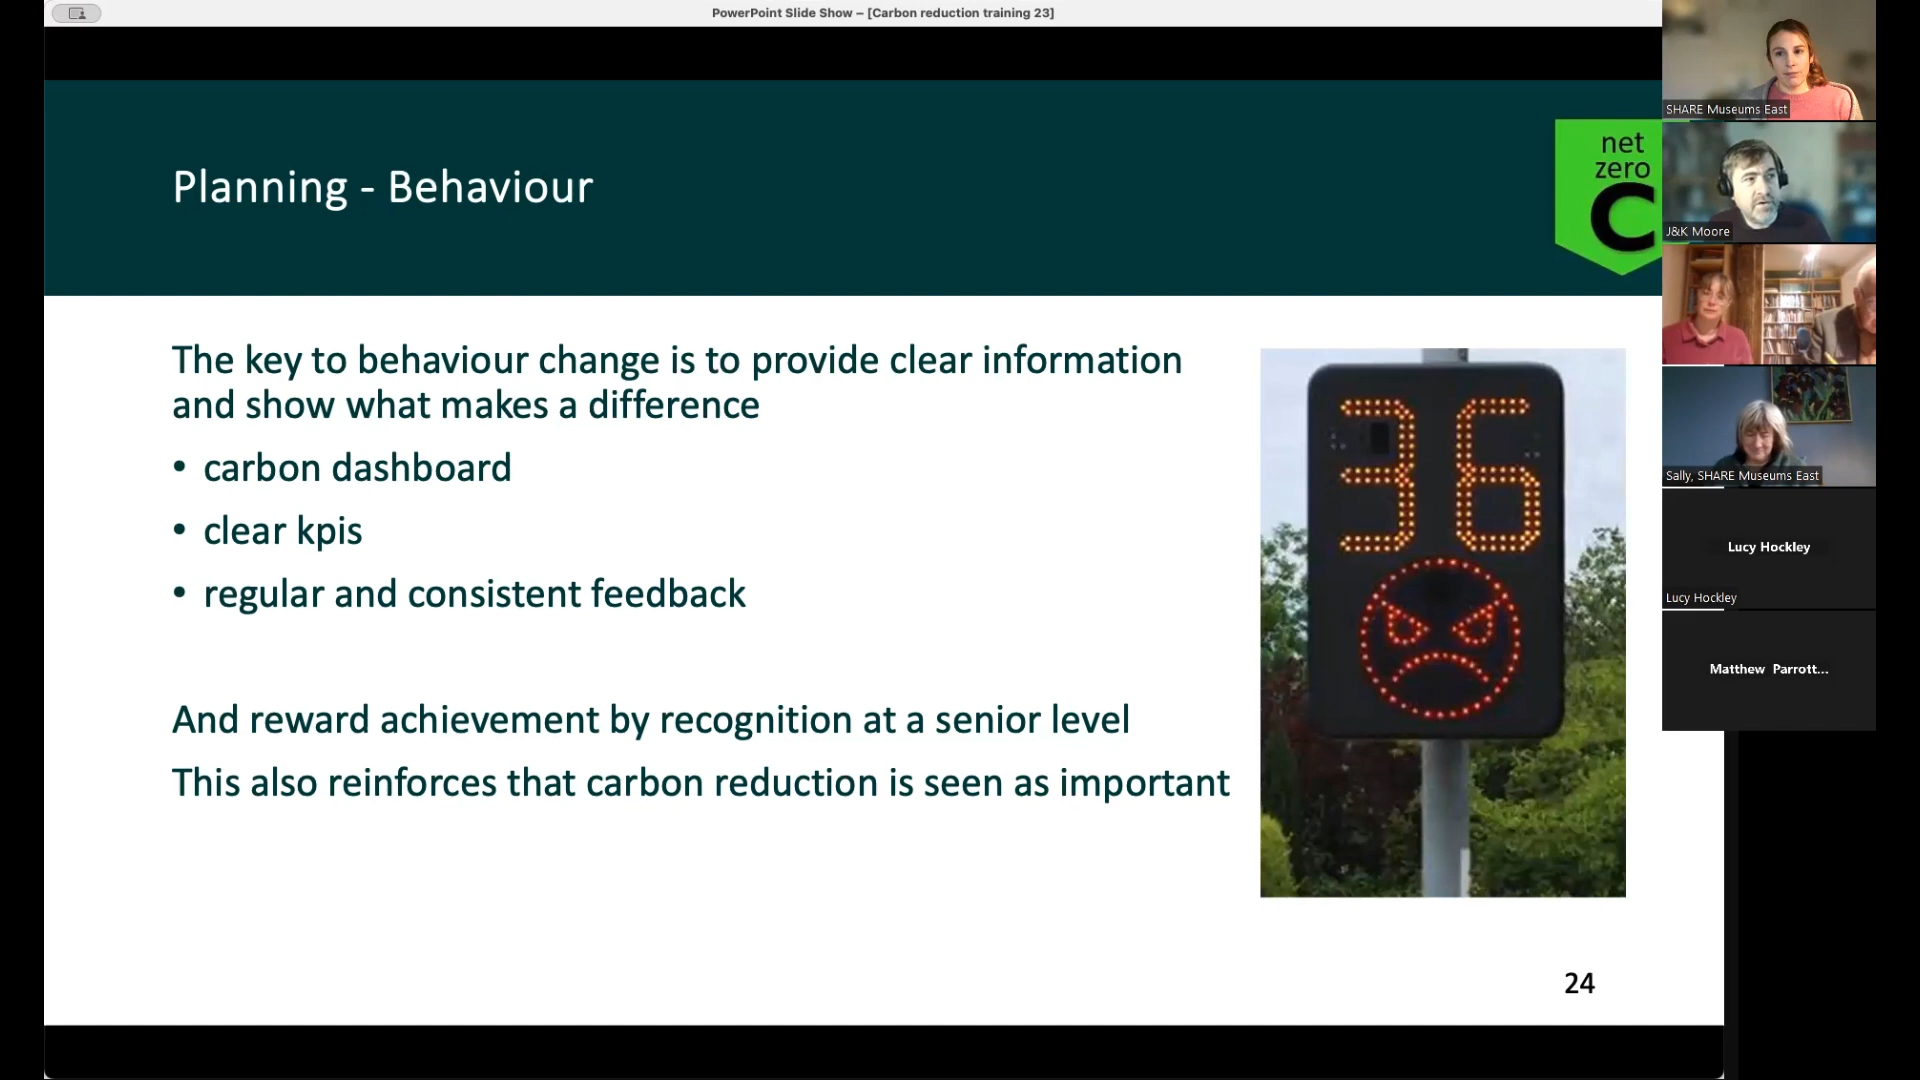 PowerPoint Slide Show – [Carbon reduction training 23]
Planning - Behaviour
net
zero
C
The key to behaviour change is to provide clear information
and show what makes a difference
• carbon dashboard
• clear kpis
• regular and consistent feedback
And reward achievement by recognition at a senior level
This also reinforces that carbon reduction is seen as important
36
24
SHARE Museums East
J&K Moore
Sally, SHARE Museums East
Lucy Hockley
Lucy Hockley
Matthew Parrott...